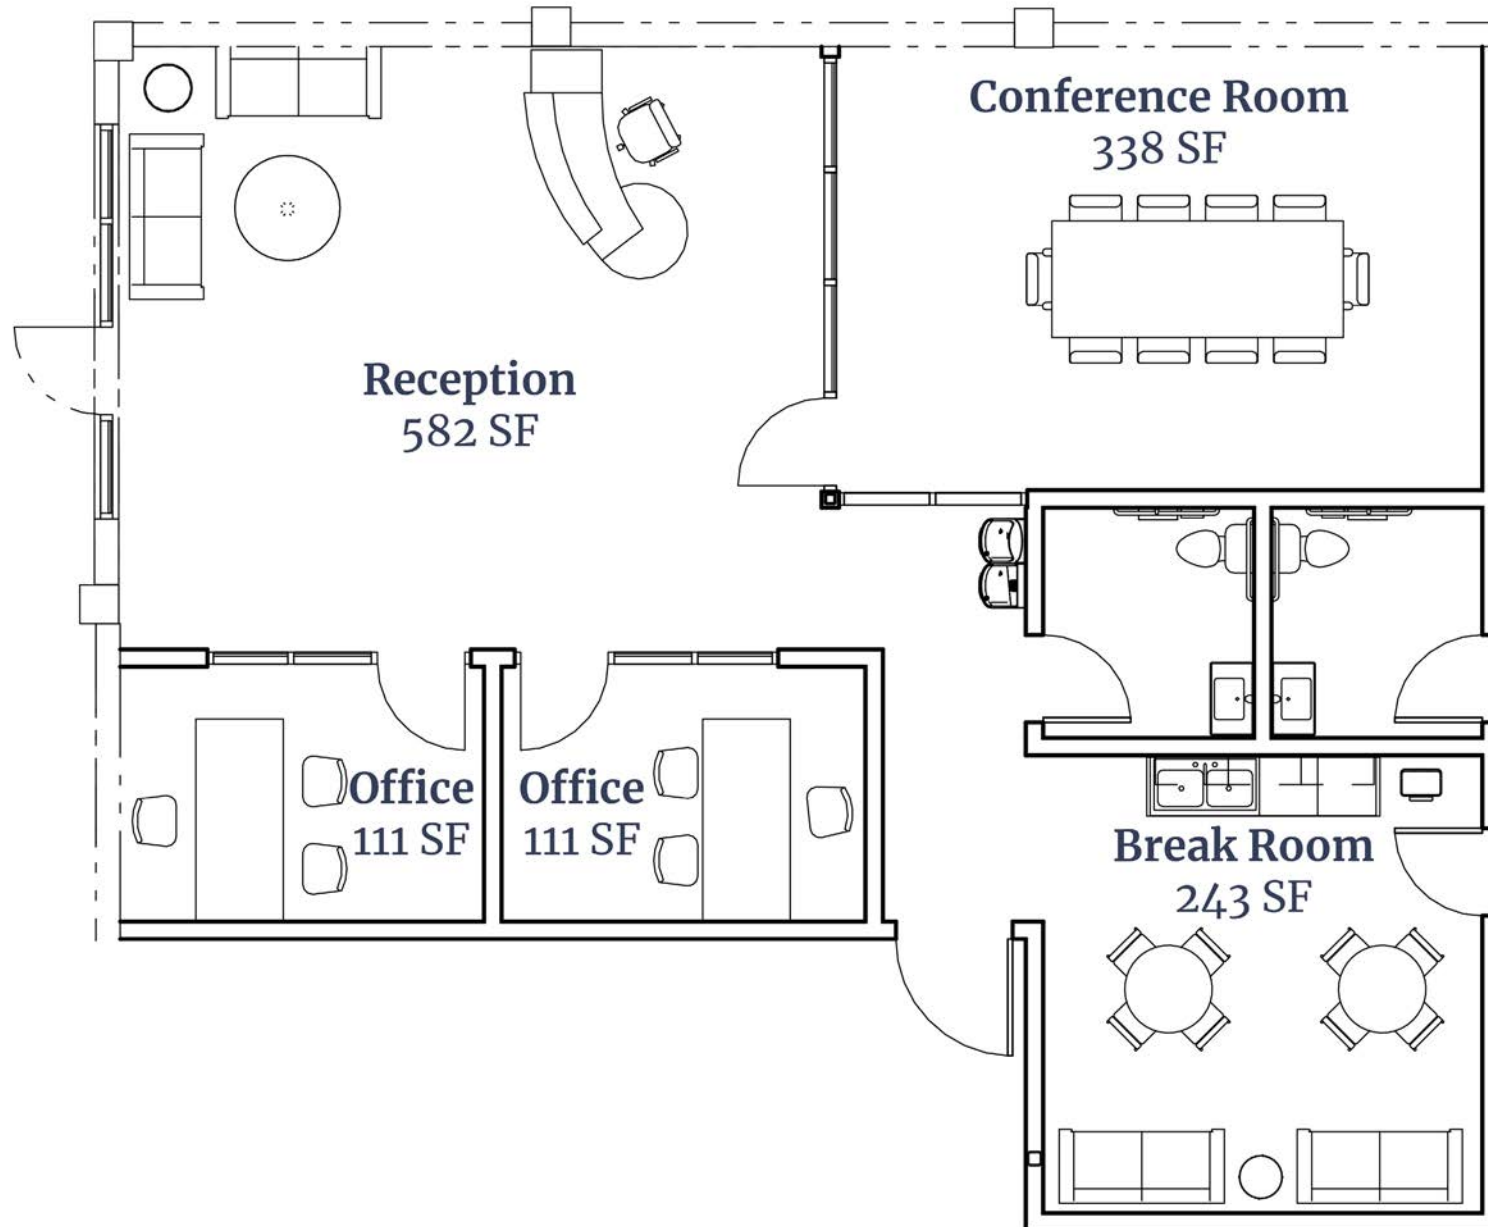 Conference Room
338 SF
Reception
582 SF
Office
111 SF
Office
111 SF
Break Room
243 SF